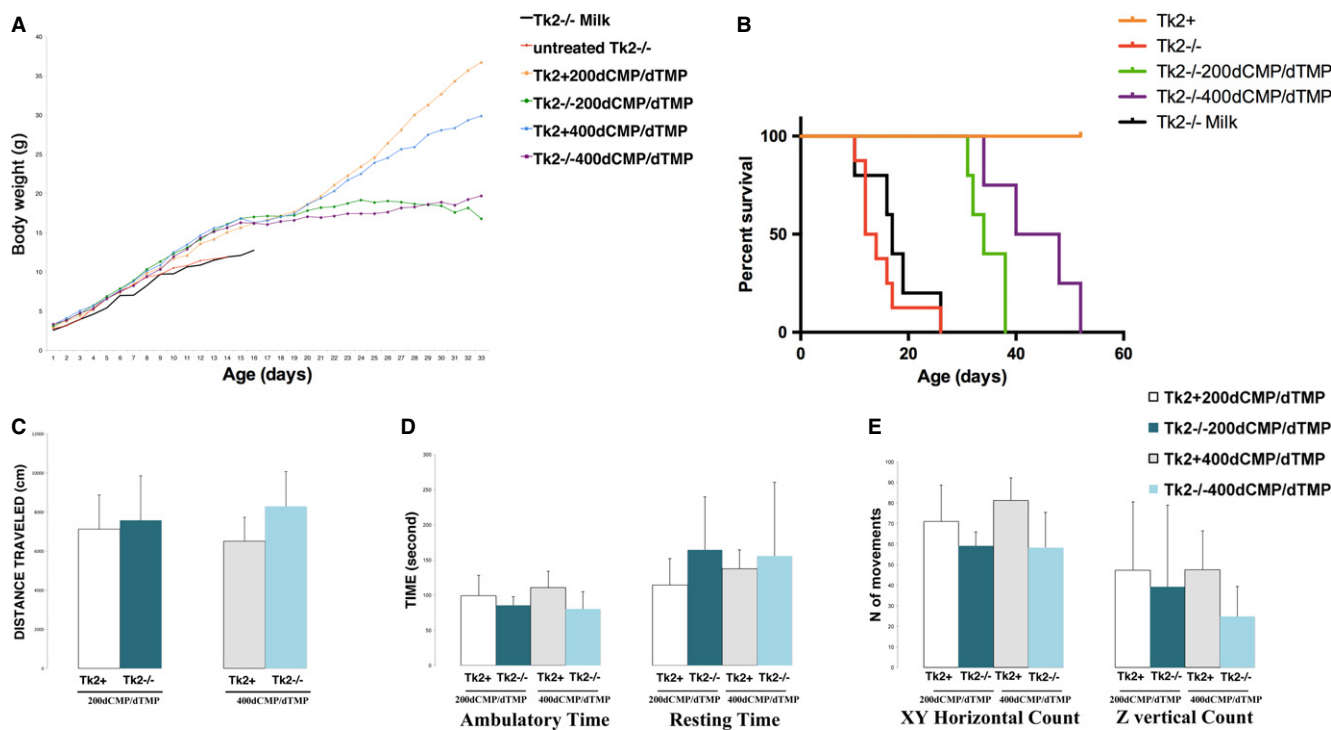 A
Tk2-/- Milk
untreated Tk2-/-
Tk2+200dCMP/dTMP
Tk2-/-200dCMP/dTMP
Tk2+400dCMP/dTMP
Tk2-/-400dCMP/dTMP
Body weight (g)
40
35
30
25
20
15
10
5
0
1 2 3 4 5 6 7 8 9 10 11 12 13 14 15 16 17 18 19 20 21 22 23 24 25 26 27 28 29 30 31 32 33
Age (days)
B
Tk2+
Tk2-/-
Tk2-/-200dCMP/dTMP
Tk2-/-400dCMP/dTMP
Tk2-/- Milk
Percent survival
100
50
0
0 20 40 60
Age (days)
C
DISTANCE TRAVELED (cm)
12000
10000
8000
6000
4000
2000
0
Tk2+ Tk2-/- Tk2+ Tk2-/-
200dCMP/dTMP 400dCMP/dTMP
D
TIME (second)
300
250
200
150
100
50
0
Tk2+ Tk2-/- Tk2+ Tk2-/- Tk2+ Tk2-/- Tk2+ Tk2-/-
200dCMP/dTMP 400dCMP/dTMP 200dCMP/dTMP 400dCMP/dTMP
Ambulatory Time Resting Time
E
Tk2+200dCMP/dTMP
Tk2-/-200dCMP/dTMP
Tk2+400dCMP/dTMP
Tk2-/-400dCMP/dTMP
N of movements
100
90
80
70
60
50
40
30
20
10
0
Tk2+ Tk2-/- Tk2+ Tk2-/- Tk2+ Tk2-/- Tk2+ Tk2-/-
200dCMP/dTMP 400dCMP/dTMP 200dCMP/dTMP 400dCMP/dTMP
XY Horizontal Count Z vertical Count